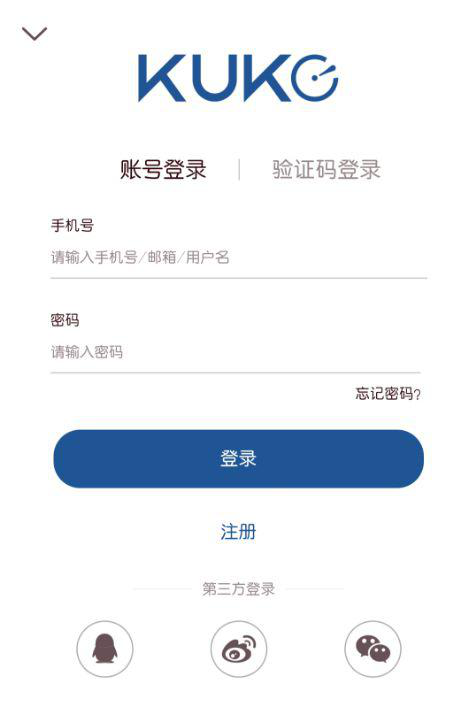 KUKE
账号登录 | 验证码登录
手机号
请输入手机号/邮箱/用户名
密码
请输入密码
忘记密码?
登录
注册
第三方登录